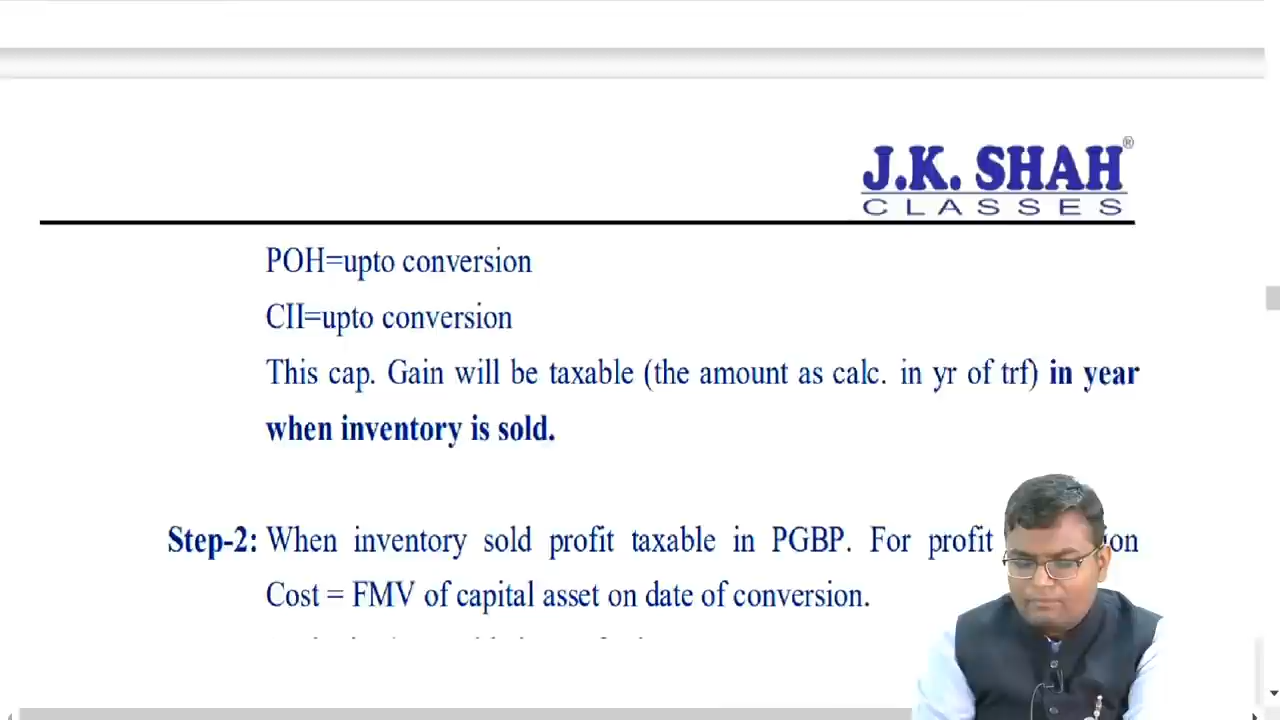 J.K. SHAH®
CLASSES
POH=upto conversion
CII=upto conversion
This cap. Gain will be taxable (the amount as calc. in yr of trf) in year
when inventory is sold.
Step-2: When inventory sold profit taxable in PGBP. For profit
Cost = FMV of capital asset on date of conversion.